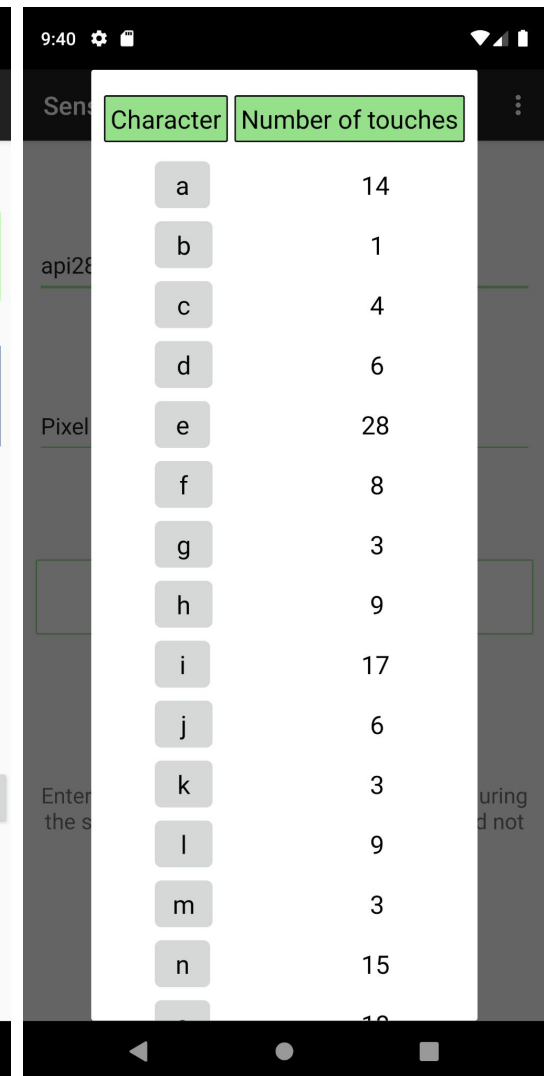 9:40
Sens
Character Number of touches
a 14
b 1
api28
c 4
d 6
Pixel
e 28
f 8
g 3
h 9
i 17
j 6
k 3
Enter uring
the s d not
l 9
m 3
n 15